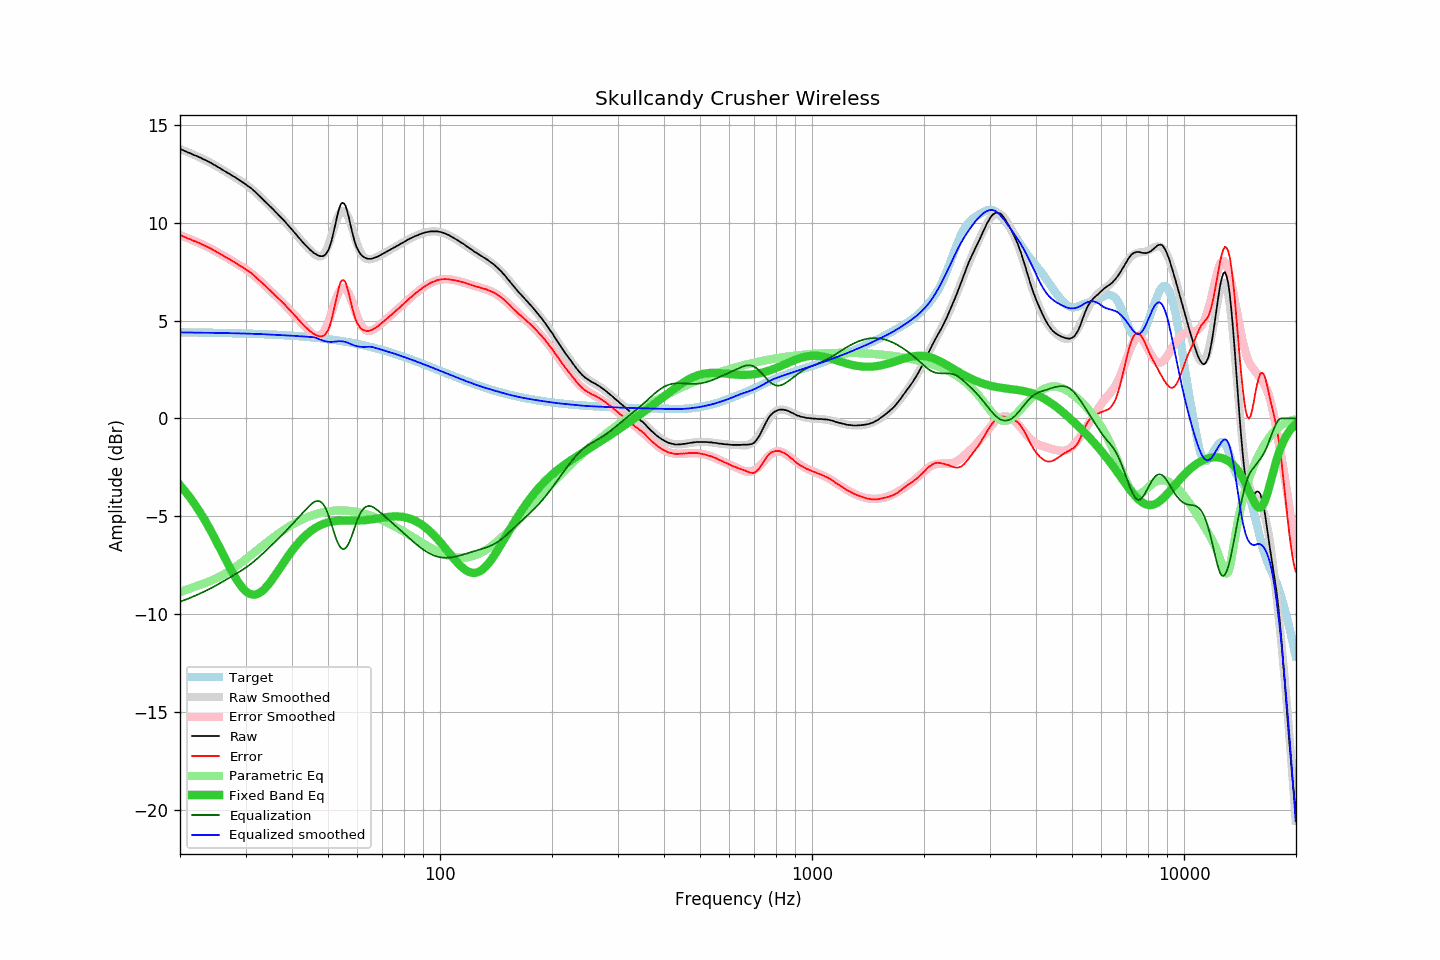 Skullcandy Crusher Wireless
15
10
5
0
−5
−10
−15
−20
Amplitude (dBr)
Target
Raw Smoothed
Error Smoothed
Raw
Error
Parametric Eq
Fixed Band Eq
Equalization
Equalized smoothed
100 1000 10000
Frequency (Hz)